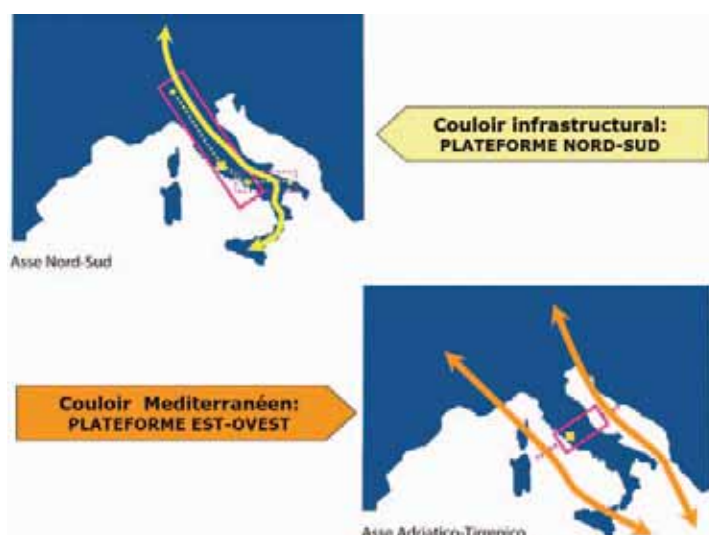 Couloir infrastructural:
PLATEFORME NORD-SUD
Asse Nord-Sud
Couloir Mediterranéen:
PLATEFORME EST-OVEST
Asse Adriatico-Tirrenico